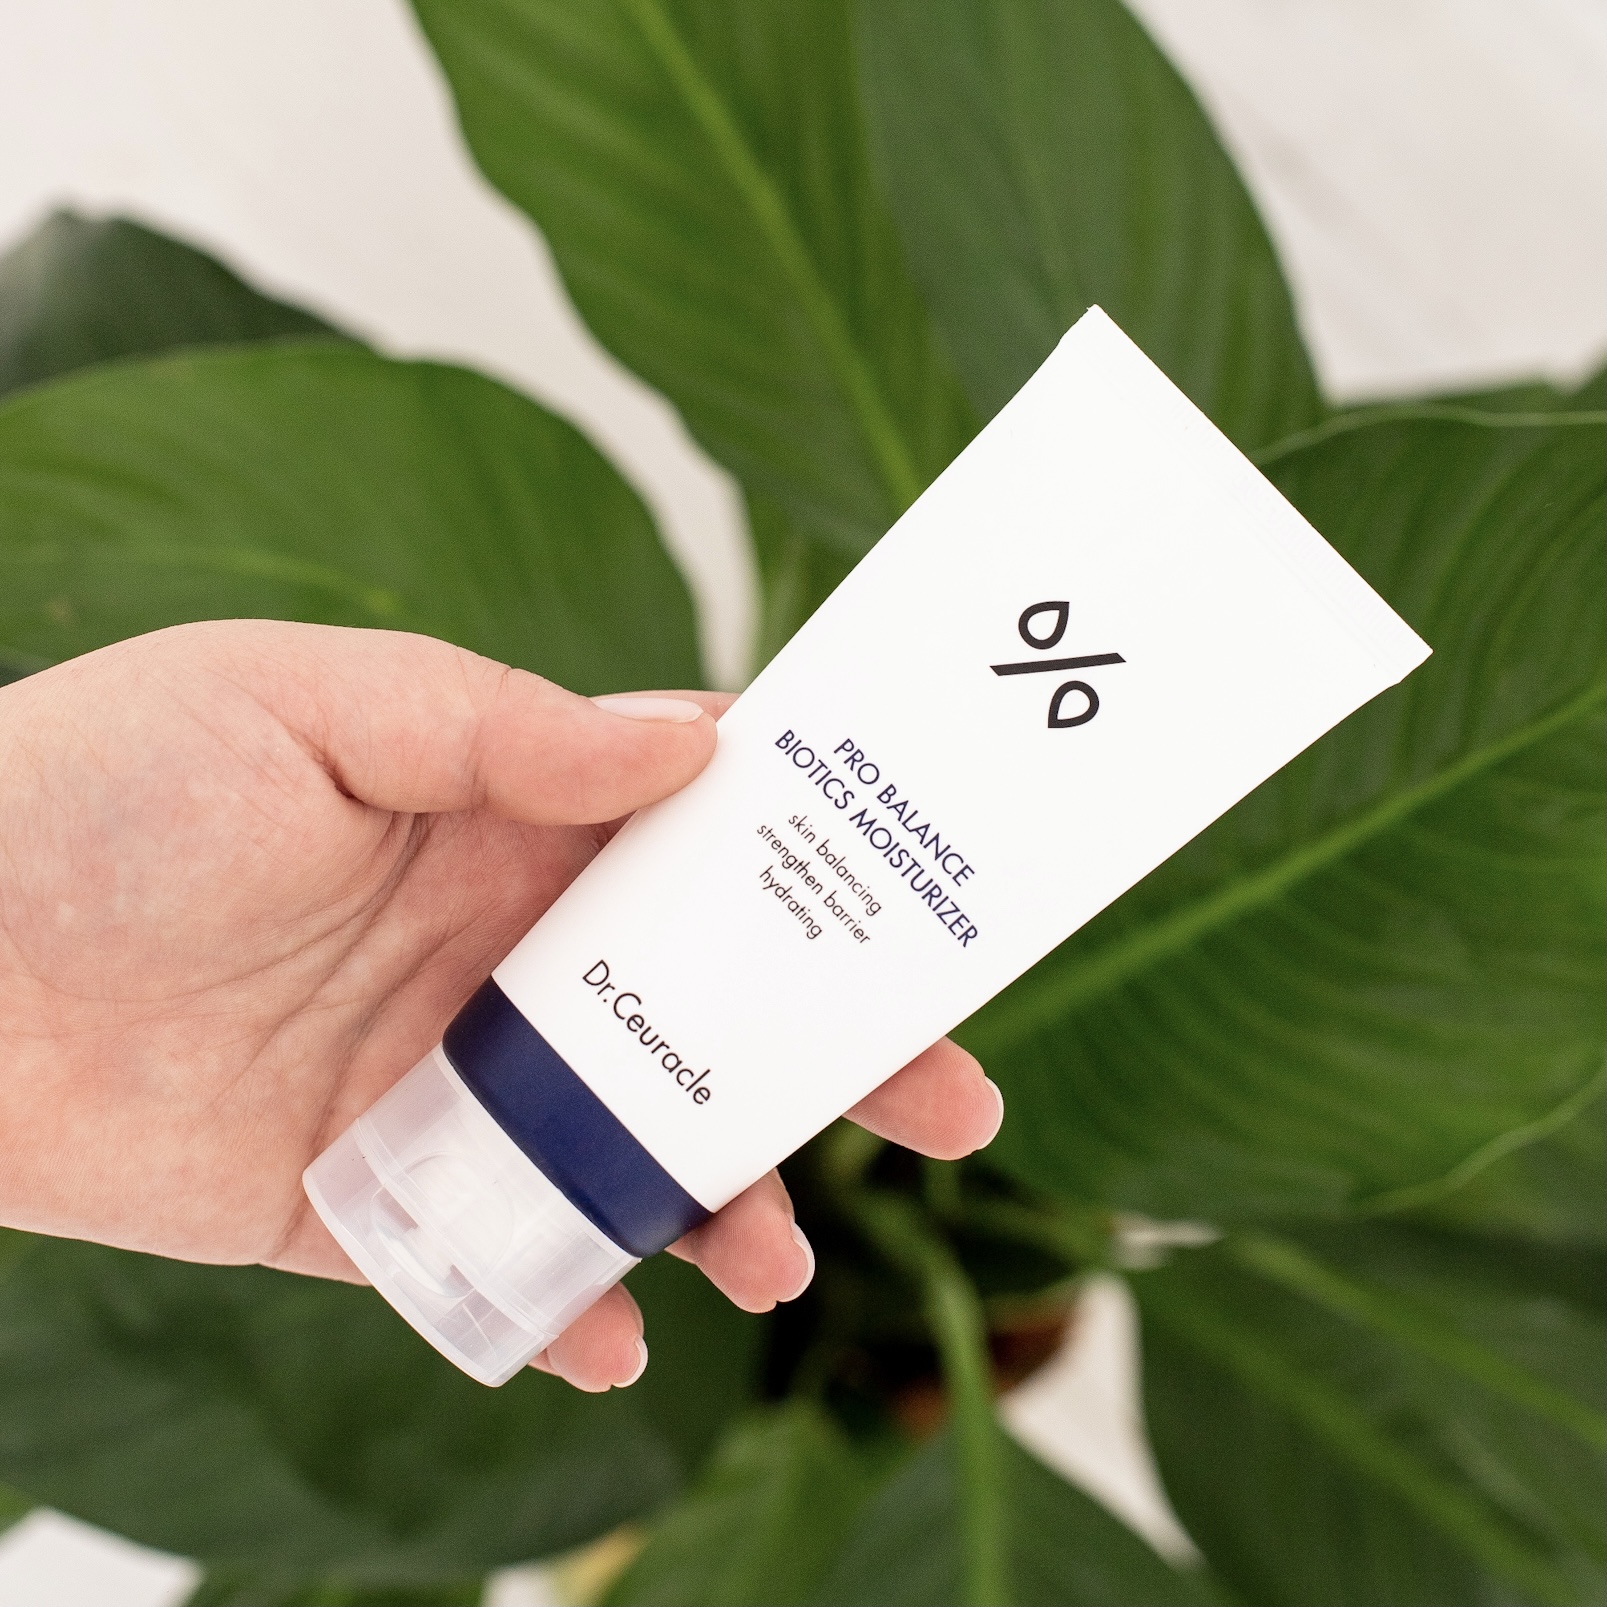 PRO BALANCE
BIOTICS MOISTURIZER
skin balancing
strengthen barrier
hydrating
Dr.Ceuracle